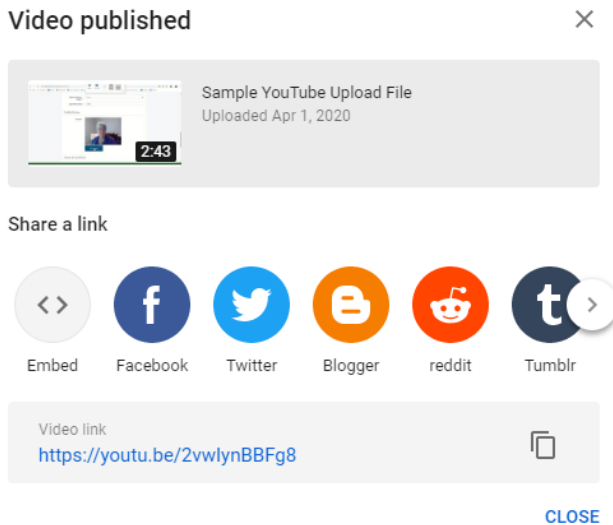 Video published
Sample YouTube Upload File
Uploaded Apr 1, 2020
2:43
Share a link
Embed Facebook Twitter Blogger reddit Tumblr
Video link
https://youtu.be/2vwlynBBFg8
CLOSE